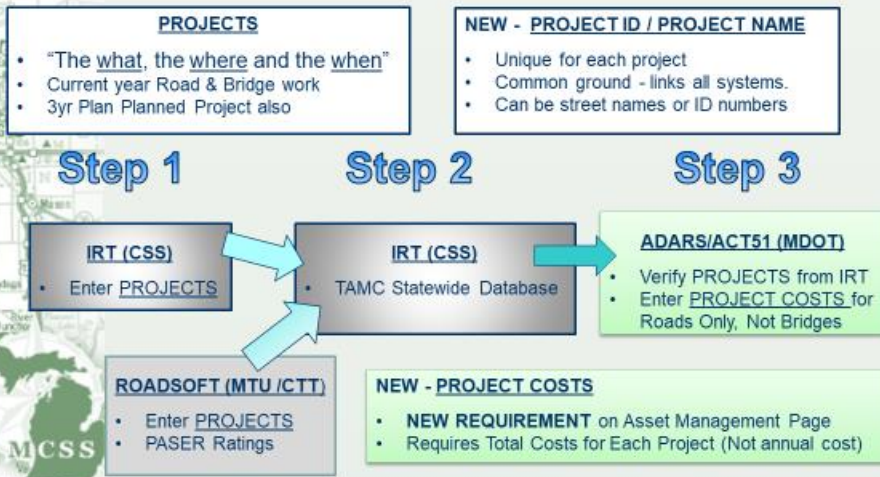 PROJECTS
• "The what, the where and the when"
• Current year Road & Bridge work
• 3yr Plan Planned Project also
NEW - PROJECT ID / PROJECT NAME
• Unique for each project
• Common ground - links all systems.
• Can be street names or ID numbers
Step 1
Step 2
Step 3
IRT (CSS)
• Enter PROJECTS
IRT (CSS)
• TAMC Statewide Database
ADARS/ACT51 (MDOT)
• Verify PROJECTS from IRT
• Enter PROJECT COSTS for
Roads Only, Not Bridges
ROADSOFT (MTU /CTT)
• Enter PROJECTS
• PASER Ratings
NEW - PROJECT COSTS
• NEW REQUIREMENT on Asset Management Page
• Requires Total Costs for Each Project (Not annual cost)
MCSS